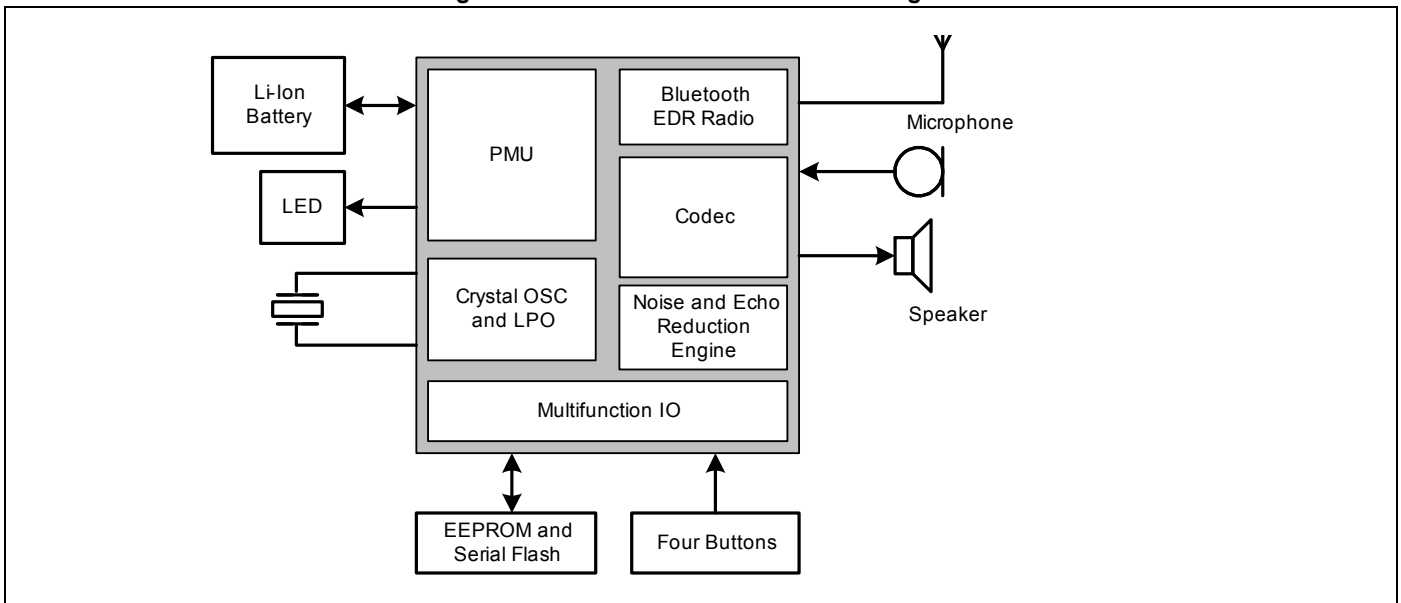 Li-Ion
Battery
LED
PMU
Crystal OSC
and LPO
Bluetooth
EDR Radio
Codec
Noise and Echo
Reduction
Engine
Multifunction IO
Microphone
Speaker
EEPROM and
Serial Flash
Four Buttons